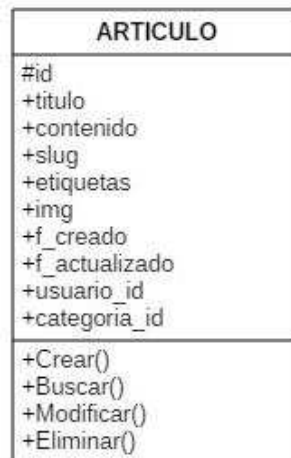 ARTICULO
#id
+titulo
+contenido
+slug
+etiquetas
+img
+f_creado
+f_actualizado
+usuario_id
+categoria_id
+Crear()
+Buscar()
+Modificar()
+Eliminar()